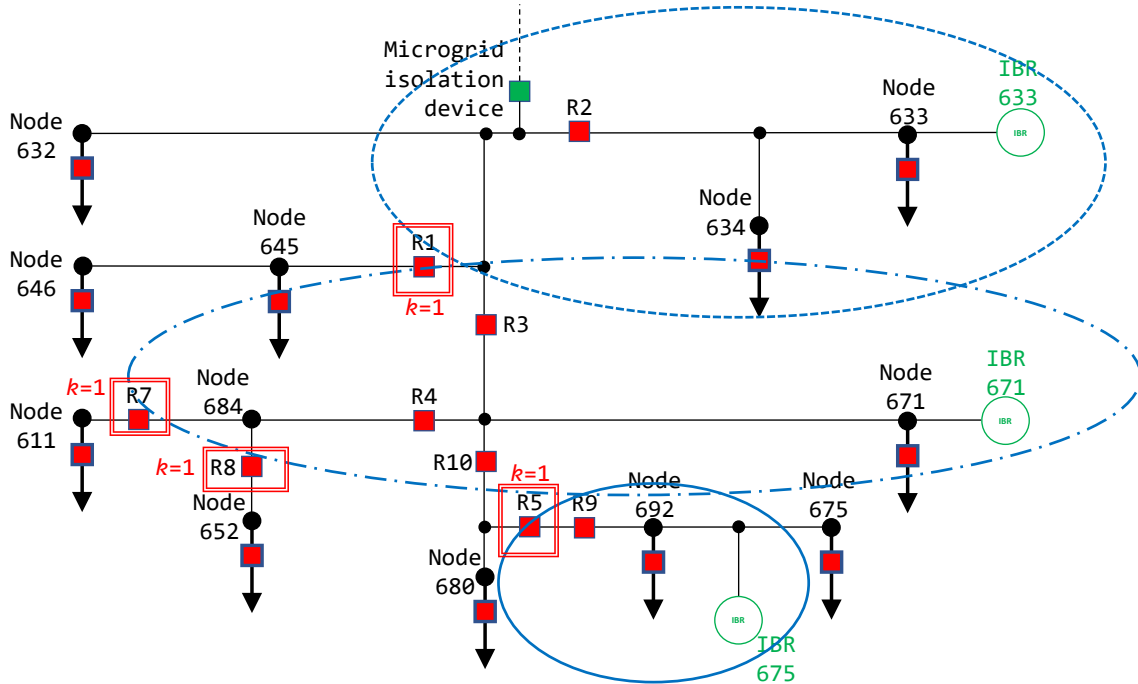 Microgrid
isolation
device
R2
Node
633
IBR
633
IBR
Node
632
Node
645
R1
k=1
Node
634
Node
646
R3
k=1
R7
Node
684
R4
Node
671
IBR
671
IBR
Node
611
k=1
R8
R10
k=1
R5
R9
Node
692
Node
675
Node
652
Node
680
IBR
IBR
675